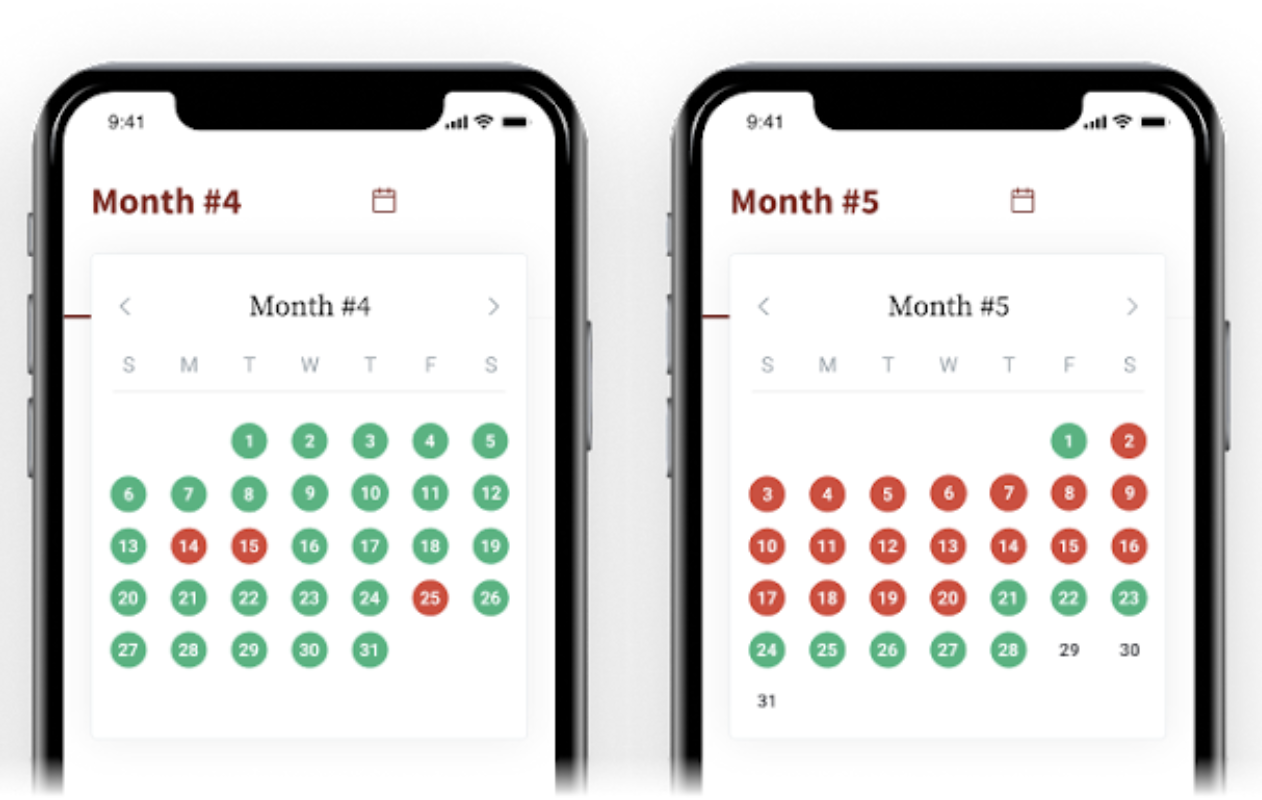 9:41
Month #4
Month #4
S M T W T F S
1 2 3 4 5
6 7 8 9 10 11 12
13 14 15 16 17 18 19
20 21 22 23 24 25 26
27 28 29 30 31
9:41
Month #5
Month #5
S M T W T F S
1 2
3 4 5 6 7 8 9
10 11 12 13 14 15 16
17 18 19 20 21 22 23
24 25 26 27 28 29 30
31